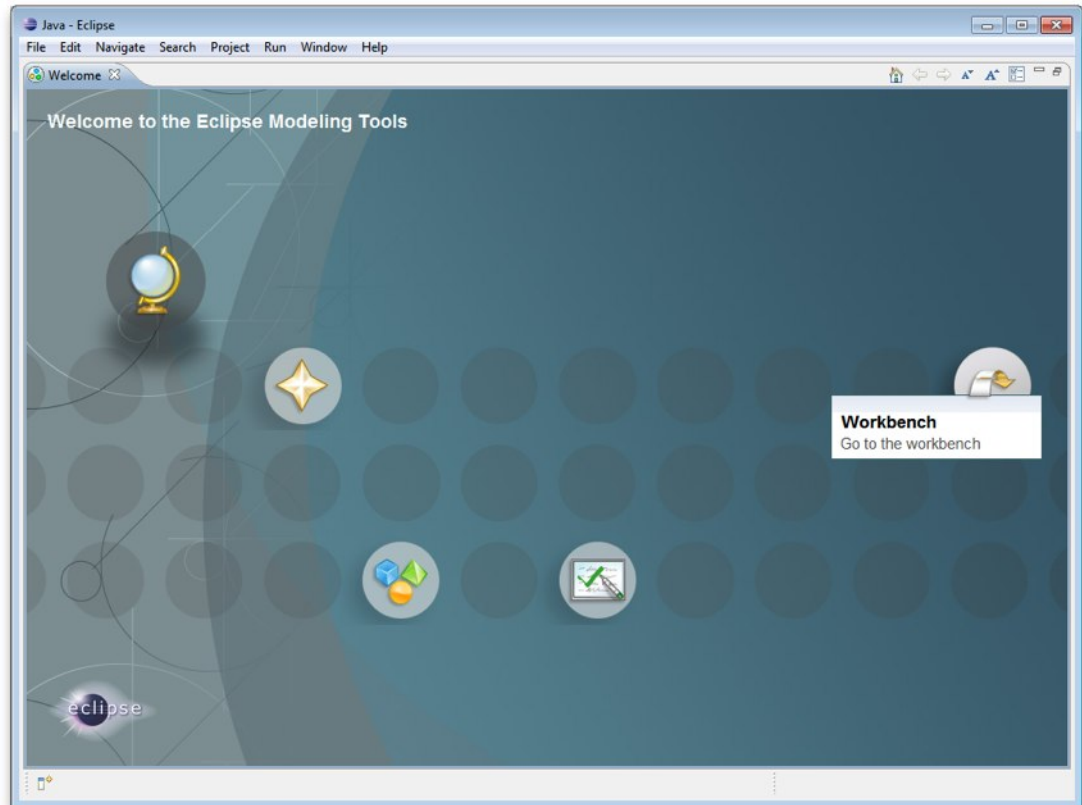 Java - Eclipse
File Edit Navigate Search Project Run Window Help
Welcome
Welcome to the Eclipse Modeling Tools
Workbench
Go to the workbench
eclipse